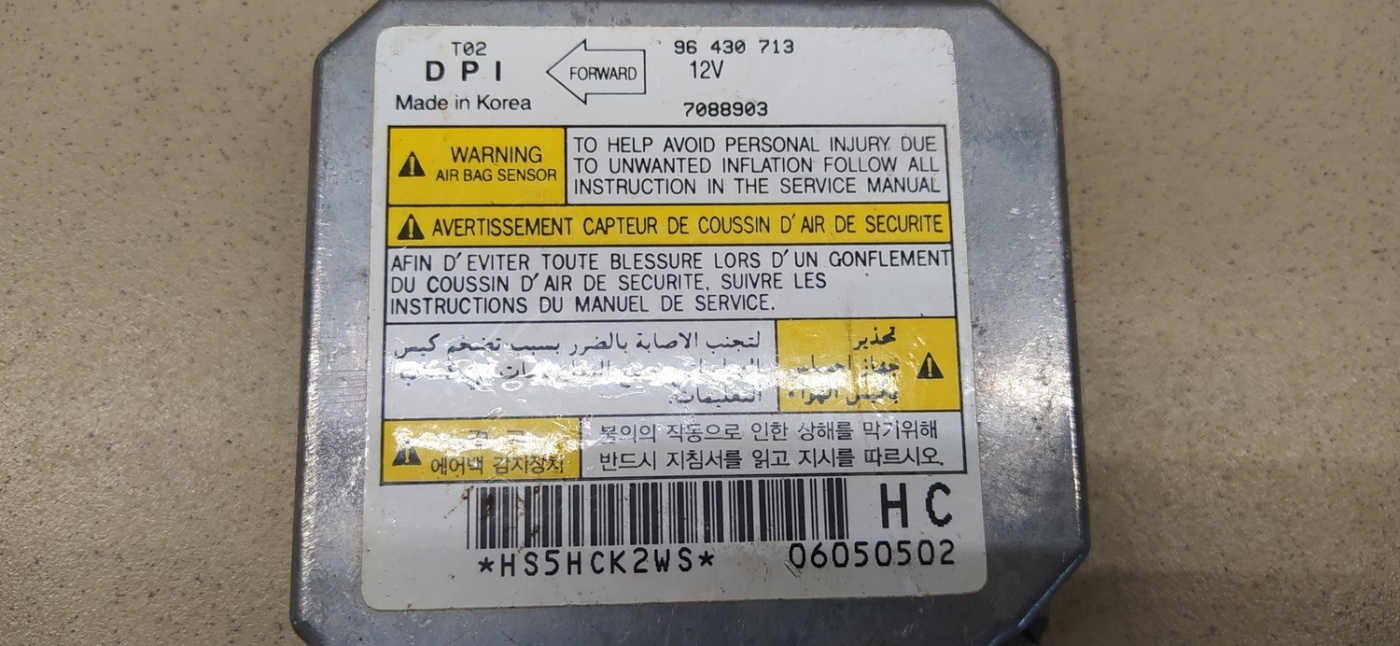 T02
DPI
Made in Korea
FORWARD
96 430 713
12V
7088903
WARNING
AIR BAG SENSOR
TO HELP AVOID PERSONAL INJURY DUE
TO UNWANTED INFLATION FOLLOW ALL
INSTRUCTION IN THE SERVICE MANUAL
AVERTISSEMENT CAPTEUR DE COUSSIN D'AIR DE SECURITE
AFIN D'EVITER TOUTE BLESSURE LORS D'UN GONFLEMENT
DU COUSSIN D'AIR DE SECURITE, SUIVRE LES
INSTRUCTIONS DU MANUEL DE SERVICE.
تحذير
جهاز احساس
بكيس الهواء
لتجنب الاصابة بالضرر بسبب تضخم كيس
التعليمات.
에어백 감지장치
불의의 작동으로 인한 상해를 막기위해
반드시 지침서를 읽고 지시를 따르시오.
HC
*HS5HCK2WS*
06050502